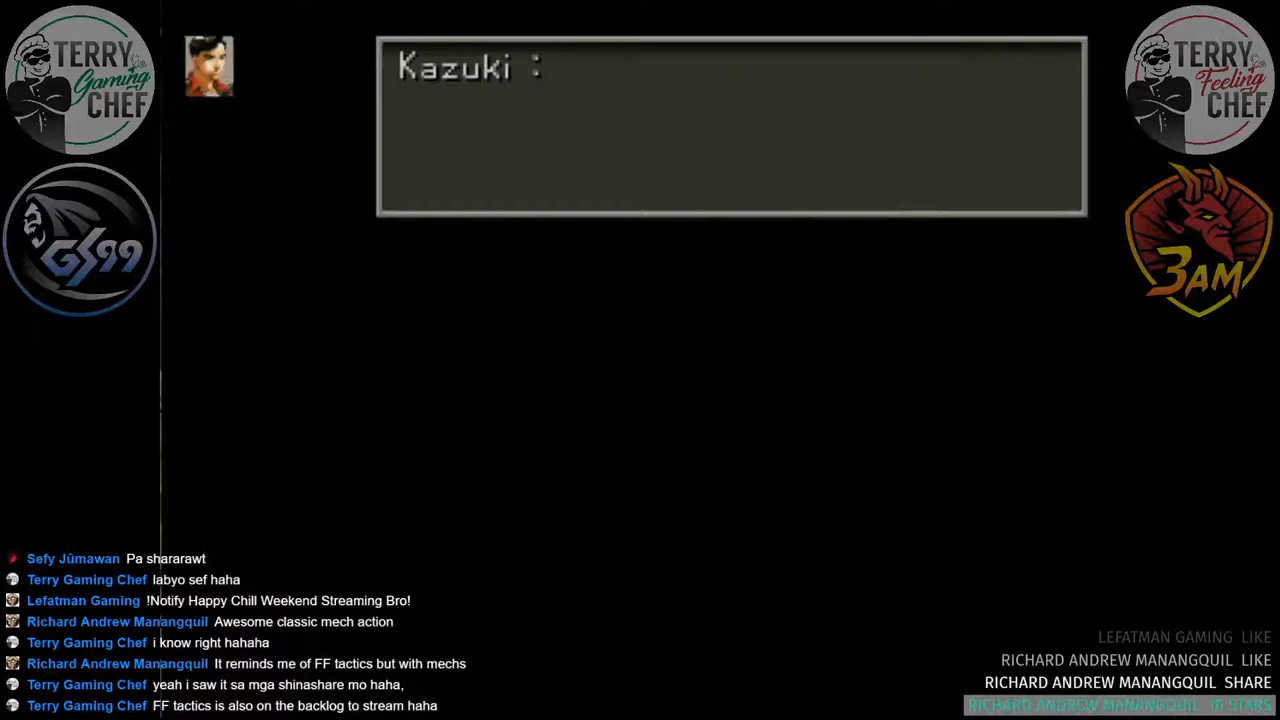 TERRY
Gaming
CHEF
GS99
Kazuki :
TERRY
Feeling
CHEF
3AM
Sefy Jūmawan Pa shararawt
Terry Gaming Chef labyo sef haha
Lefatman Gaming !Notify Happy Chill Weekend Streaming Bro!
Richard Andrew Manangquil Awesome classic mech action
Terry Gaming Chef i know right hahaha
Richard Andrew Manangquil It reminds me of FF tactics but with mechs
Terry Gaming Chef yeah i saw it sa mga shinashare mo haha,
Terry Gaming Chef FF tactics is also on the backlog to stream haha
LEFATMAN GAMING LIKE
RICHARD ANDREW MANANGQUIL LIKE
RICHARD ANDREW MANANGQUIL SHARE
RICHARD ANDREW MANANGQUIL 10 STARS